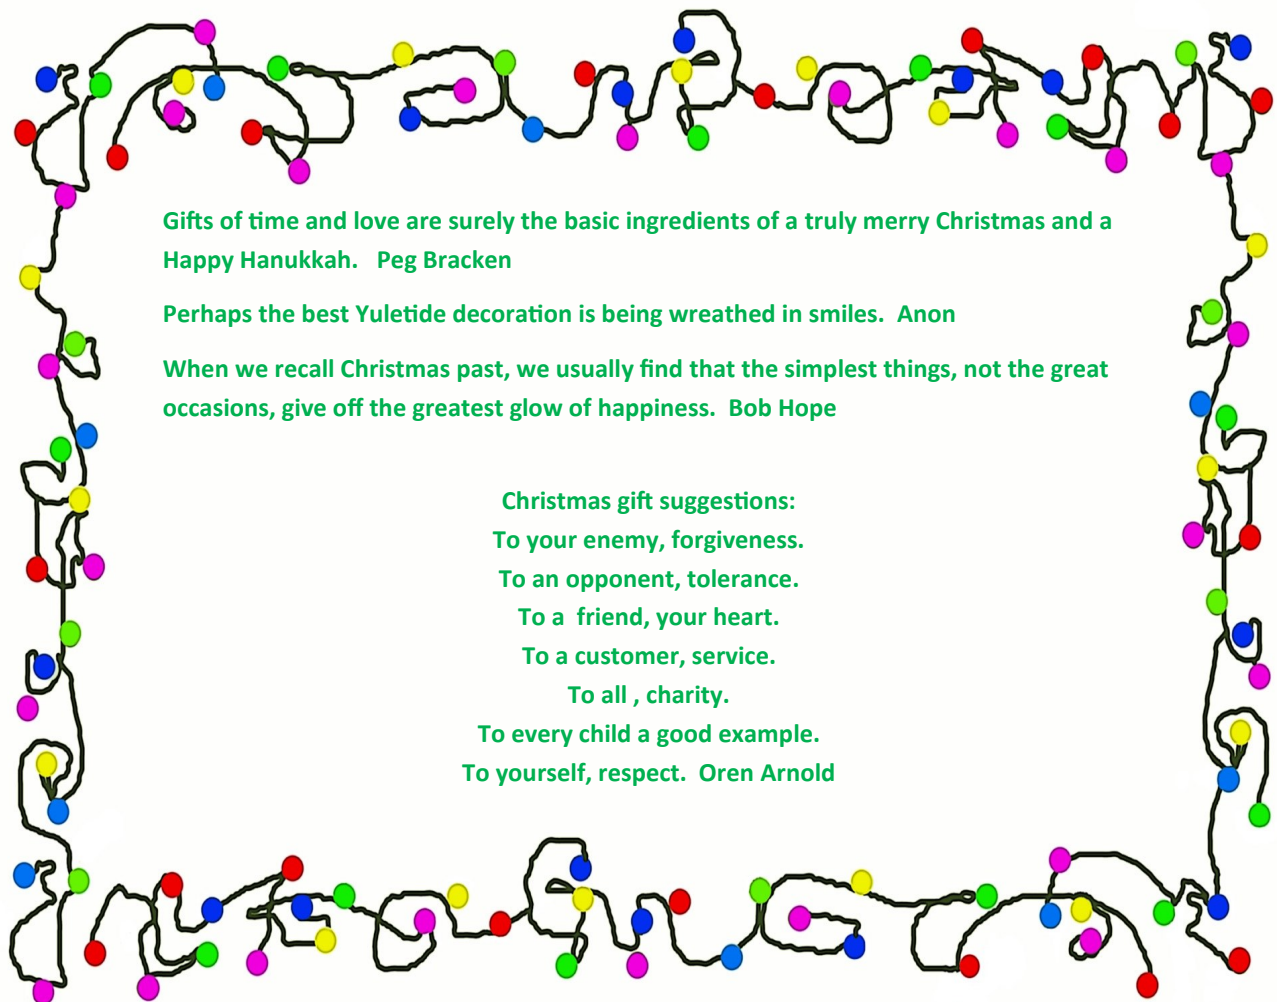 Gifts of time and love are surely the basic ingredients of a truly merry Christmas and a
Happy Hanukkah.   Peg Bracken
Perhaps the best Yuletide decoration is being wreathed in smiles.  Anon
When we recall Christmas past, we usually find that the simplest things, not the great
occasions, give off the greatest glow of happiness.  Bob Hope
Christmas gift suggestions:
To your enemy, forgiveness.
To an opponent, tolerance.
To a  friend, your heart.
To a customer, service.
To all , charity.
To every child a good example.
To yourself, respect.  Oren Arnold